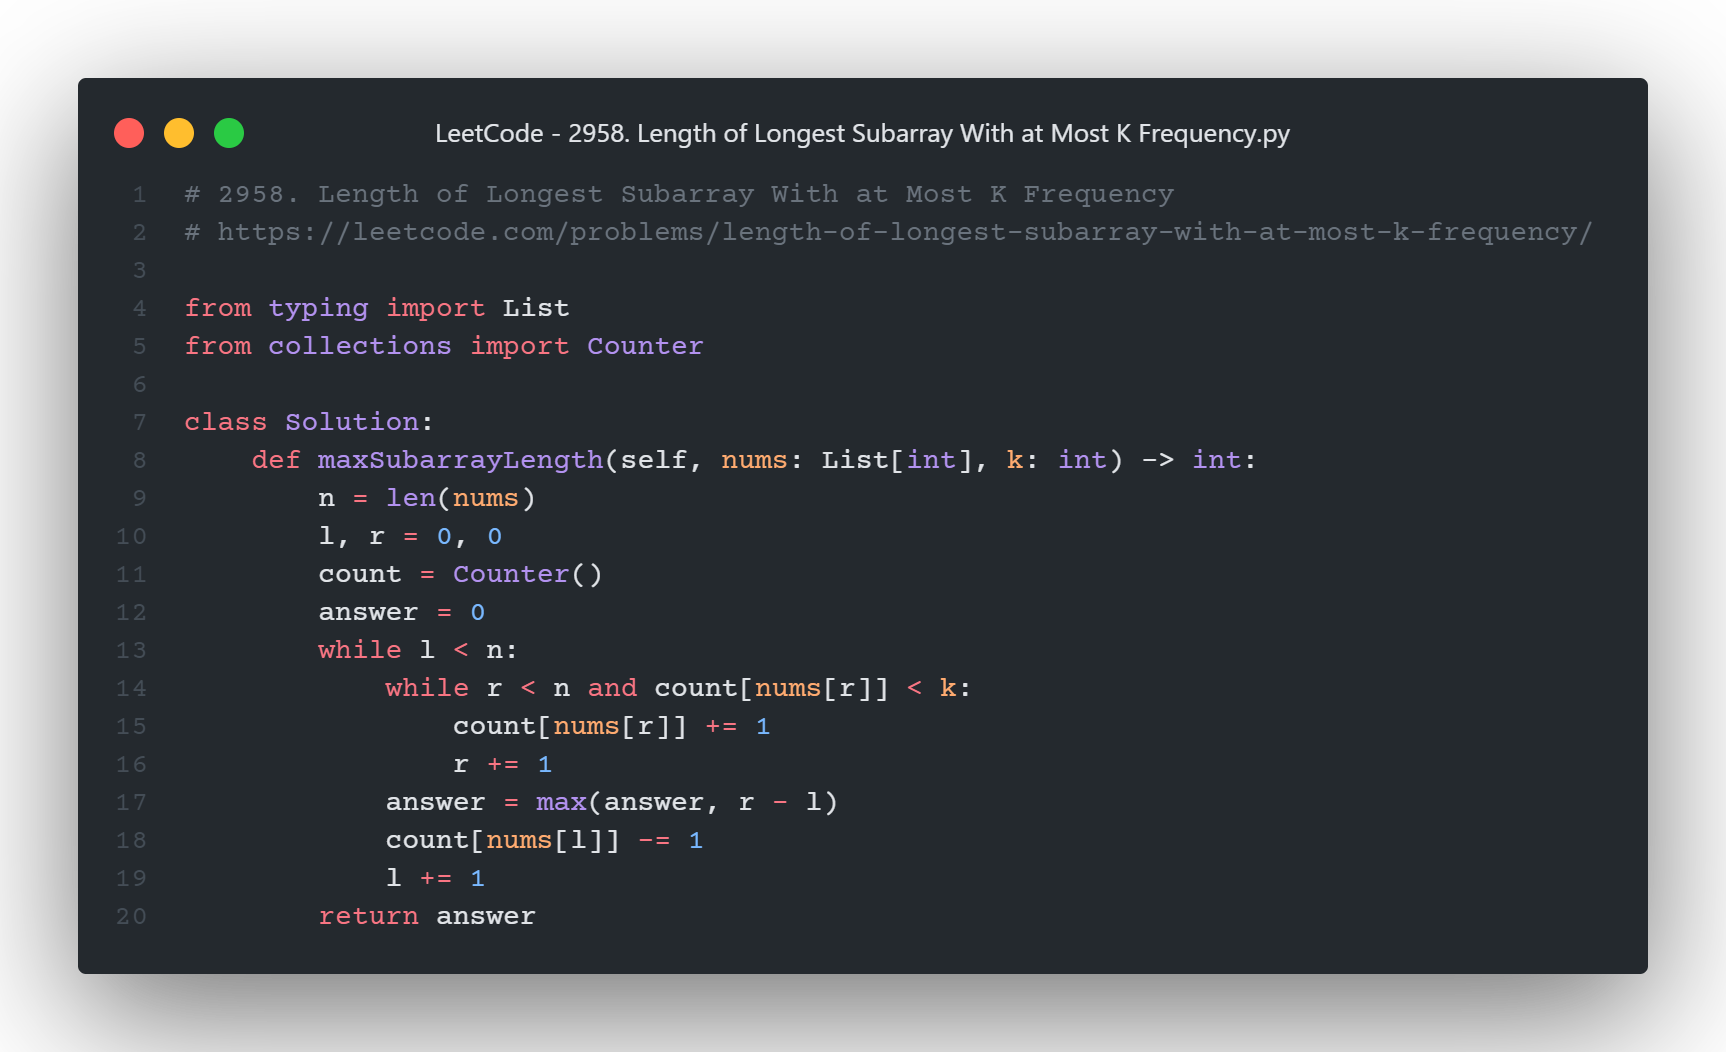 LeetCode - 2958. Length of Longest Subarray With at Most K Frequency.py
1 # 2958. Length of Longest Subarray With at Most K Frequency
2 # https://leetcode.com/problems/length-of-longest-subarray-with-at-most-k-frequency/
3
4 from typing import List
5 from collections import Counter
6
7 class Solution:
8     def maxSubarrayLength(self, nums: List[int], k: int) -> int:
9         n = len(nums)
10         l, r = 0, 0
11         count = Counter()
12         answer = 0
13         while l < n:
14             while r < n and count[nums[r]] < k:
15                 count[nums[r]] += 1
16                 r += 1
17             answer = max(answer, r - l)
18             count[nums[l]] -= 1
19             l += 1
20         return answer